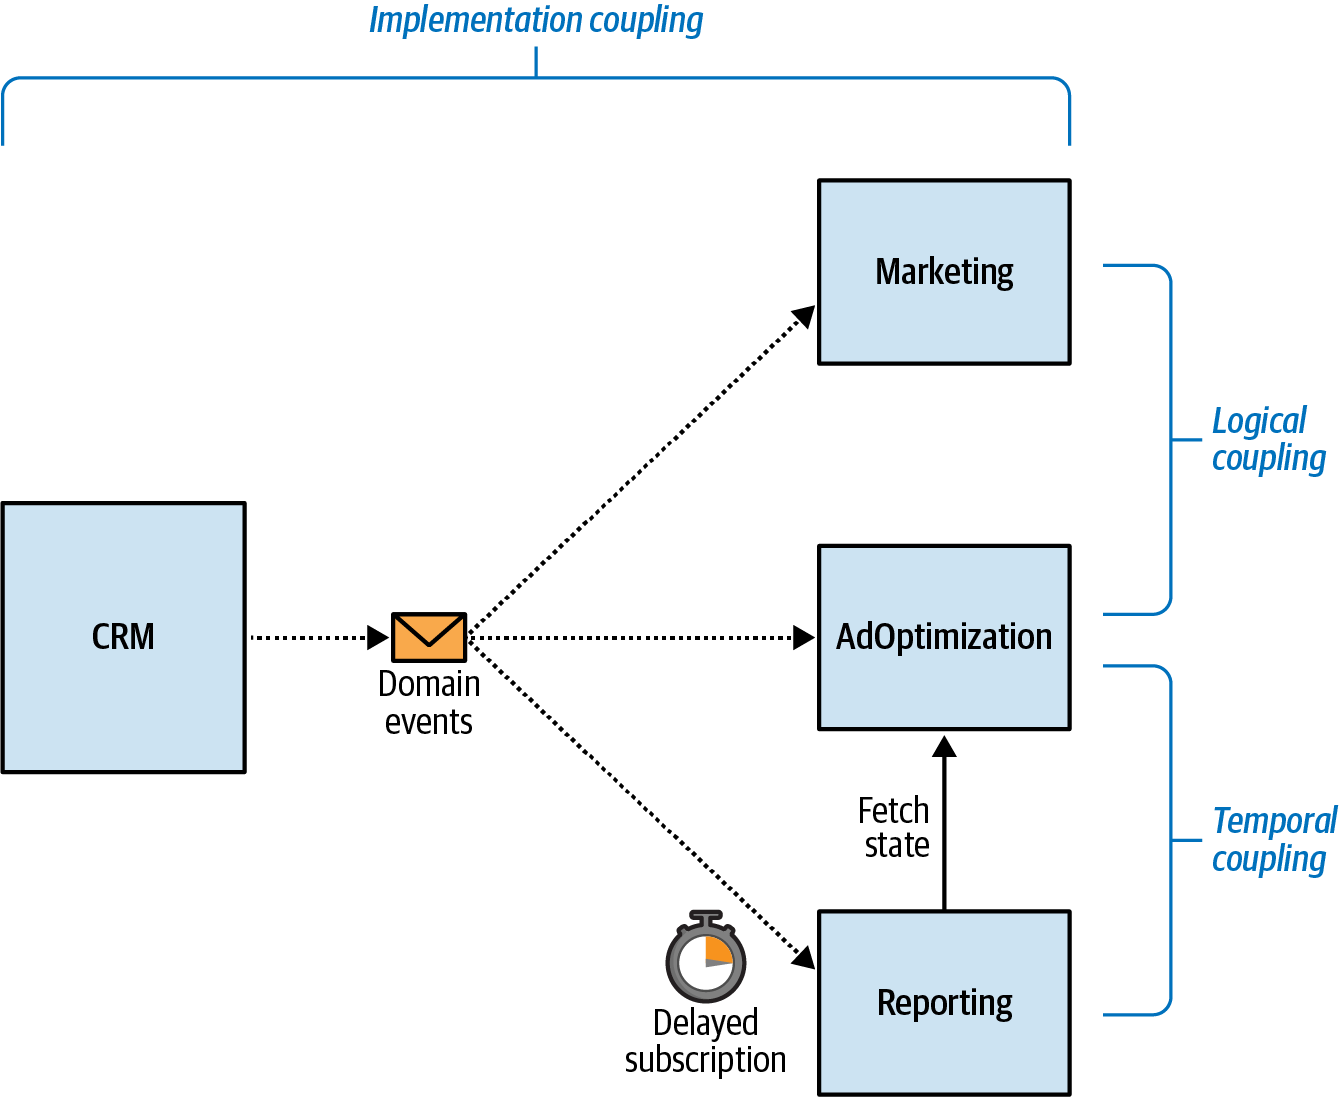 Implementation coupling
Marketing
Logical
coupling
CRM
Domain
events
AdOptimization
Fetch
state
Temporal
coupling
Delayed
subscription
Reporting